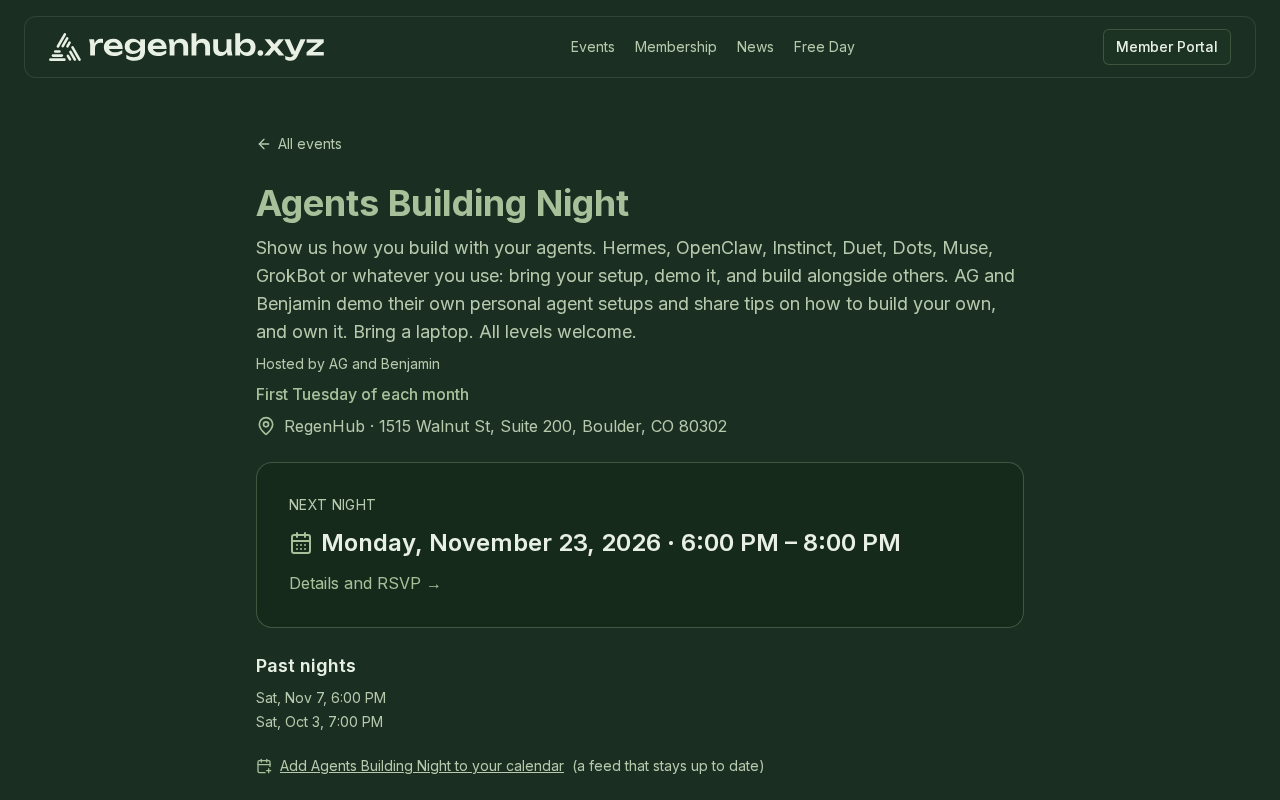 regenhub.xyz
Events
Membership
News
Free Day
Member Portal
← All events
Agents Building Night
Show us how you build with your agents. Hermes, OpenClaw, Instinct, Duet, Dots, Muse,
GrokBot or whatever you use: bring your setup, demo it, and build alongside others. AG and
Benjamin demo their own personal agent setups and share tips on how to build your own,
and own it. Bring a laptop. All levels welcome.
Hosted by AG and Benjamin
First Tuesday of each month
RegenHub · 1515 Walnut St, Suite 200, Boulder, CO 80302
NEXT NIGHT
Monday, November 23, 2026 · 6:00 PM – 8:00 PM
Details and RSVP →
Past nights
Sat, Nov 7, 6:00 PM
Sat, Oct 3, 7:00 PM
Add Agents Building Night to your calendar (a feed that stays up to date)